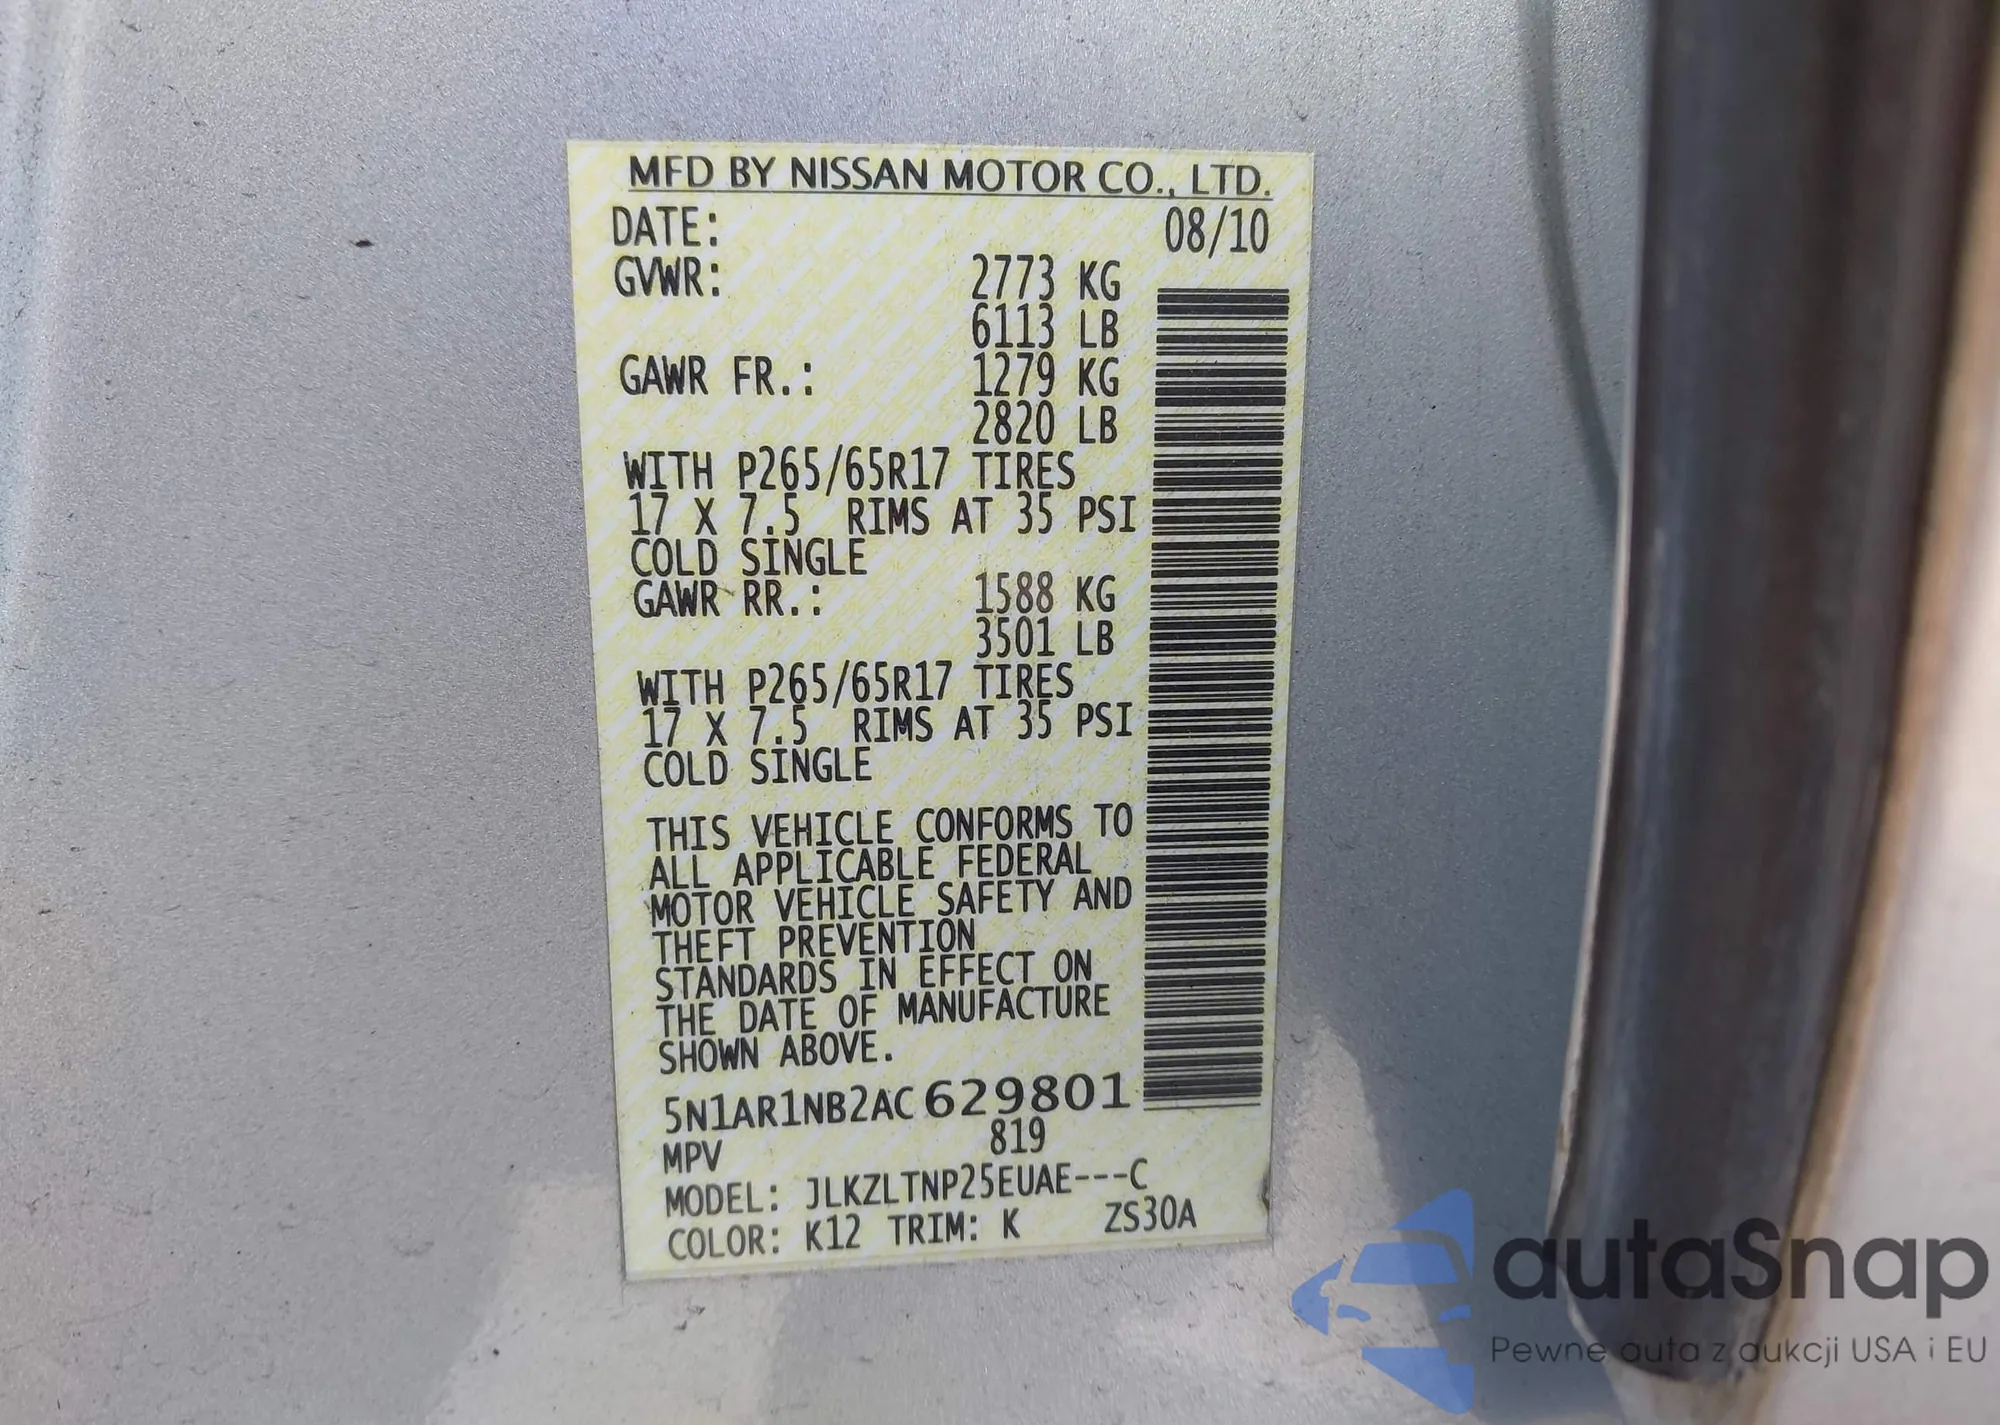 MFD BY NISSAN MOTOR CO., LTD.
DATE: 08/10
GVWR: 2773 KG
6113 LB
GAWR FR.: 1279 KG
2820 LB
WITH P265/65R17 TIRES
17 X 7.5 RIMS AT 35 PSI
COLD SINGLE
GAWR RR.: 1588 KG
3501 LB
WITH P265/65R17 TIRES
17 X 7.5 RIMS AT 35 PSI
COLD SINGLE
THIS VEHICLE CONFORMS TO
ALL APPLICABLE FEDERAL
MOTOR VEHICLE SAFETY AND
THEFT PREVENTION
STANDARDS IN EFFECT ON
THE DATE OF MANUFACTURE
SHOWN ABOVE.
5N1AR1NB2AC629801
MPV 819
MODEL: JLKZLTNP25EUAE---C
COLOR: K12 TRIM: K ZS30A
autaSnap
Pewne auta z aukcji USA i EU